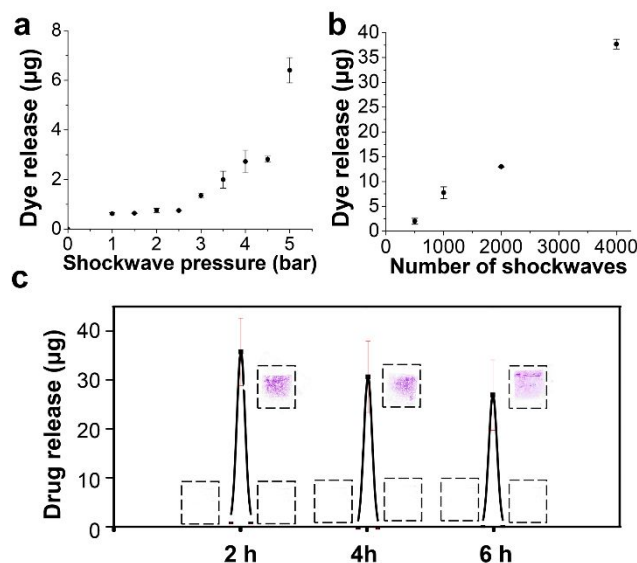 a
Dye release (µg)
8
6
4
2
0
0 1 2 3 4 5
Shockwave pressure (bar)
b
Dye release (µg)
40
35
30
25
20
15
10
5
0
0 1000 2000 3000 4000
Number of shockwaves
c
Drug release (µg)
40
30
20
10
0
2 h 4h 6 h